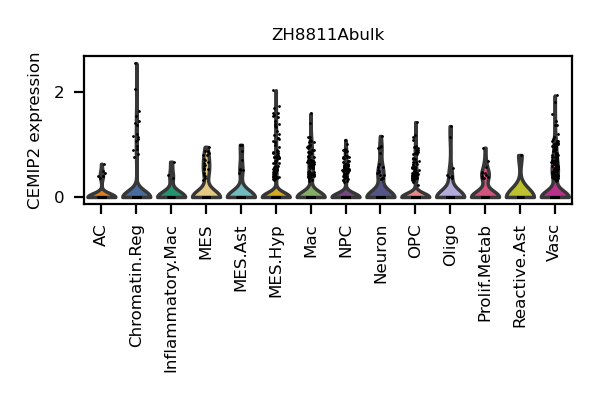 ZH8811Abulk
CEMIP2 expression
2
0
AC
Chromatin.Reg
Inflammatory.Mac
MES
MES.Ast
MES.Hyp
Mac
NPC
Neuron
OPC
Oligo
Prolif.Metab
Reactive.Ast
Vasc